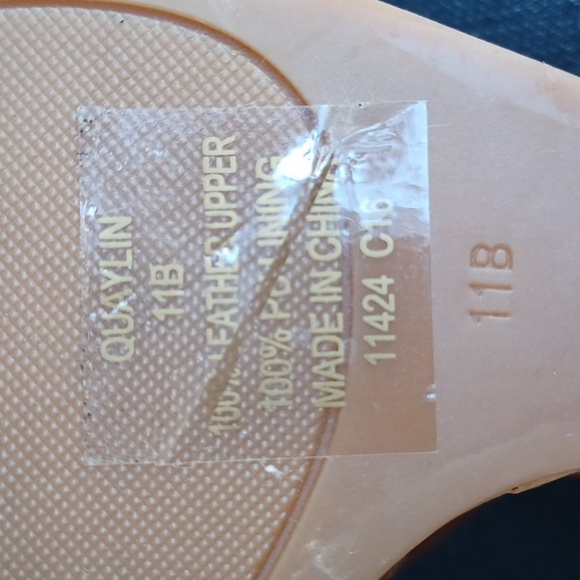 QUAYLIN
11B
100% LEATHER UPPER
100% PU LINING
MADE IN CHINA
11424 C16
11B